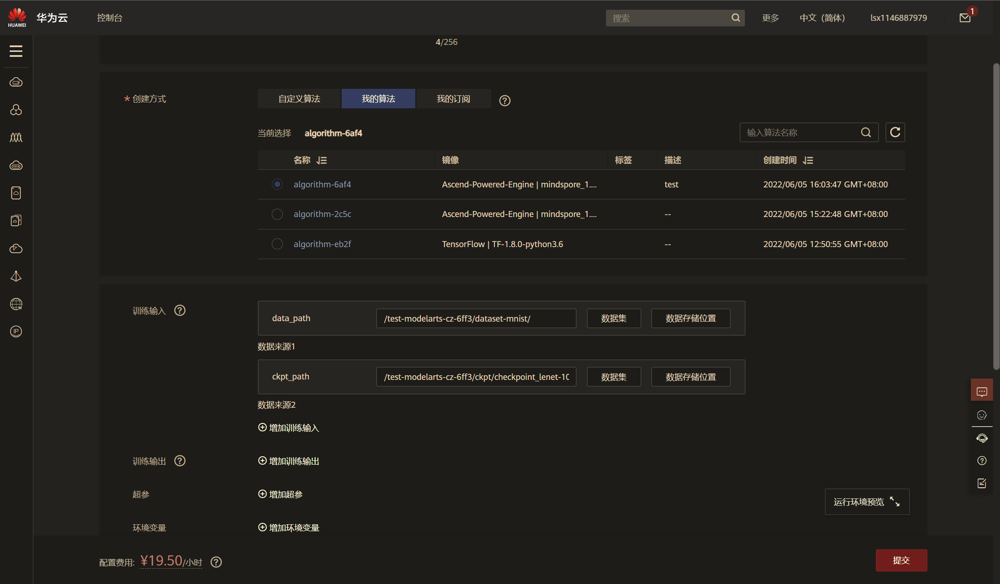 HUAWEI
华为云
控制台
搜索
更多
中文（简体）
lsx1146887979
1
4/256
* 创建方式
自定义算法
我的算法
我的订阅
当前选择 algorithm-6af4
输入算法名称
名称 镜像 标签 描述 创建时间
algorithm-6af4 Ascend-Powered-Engine | mindspore_1.... test 2022/06/05 16:03:47 GMT+08:00
algorithm-2c5c Ascend-Powered-Engine | mindspore_1.... -- 2022/06/05 15:22:48 GMT+08:00
algorithm-eb2f TensorFlow | TF-1.8.0-python3.6 -- 2022/06/05 12:50:55 GMT+08:00
训练输入
data_path /test-modelarts-cz-6ff3/dataset-mnist/ 数据集 数据存储位置
数据来源1
ckpt_path /test-modelarts-cz-6ff3/ckpt/checkpoint_lenet-10 数据集 数据存储位置
数据来源2
增加训练输入
训练输出 增加训练输出
超参 增加超参
运行环境预览
环境变量 增加环境变量
配置费用: ¥19.50/小时
提交
IP
W